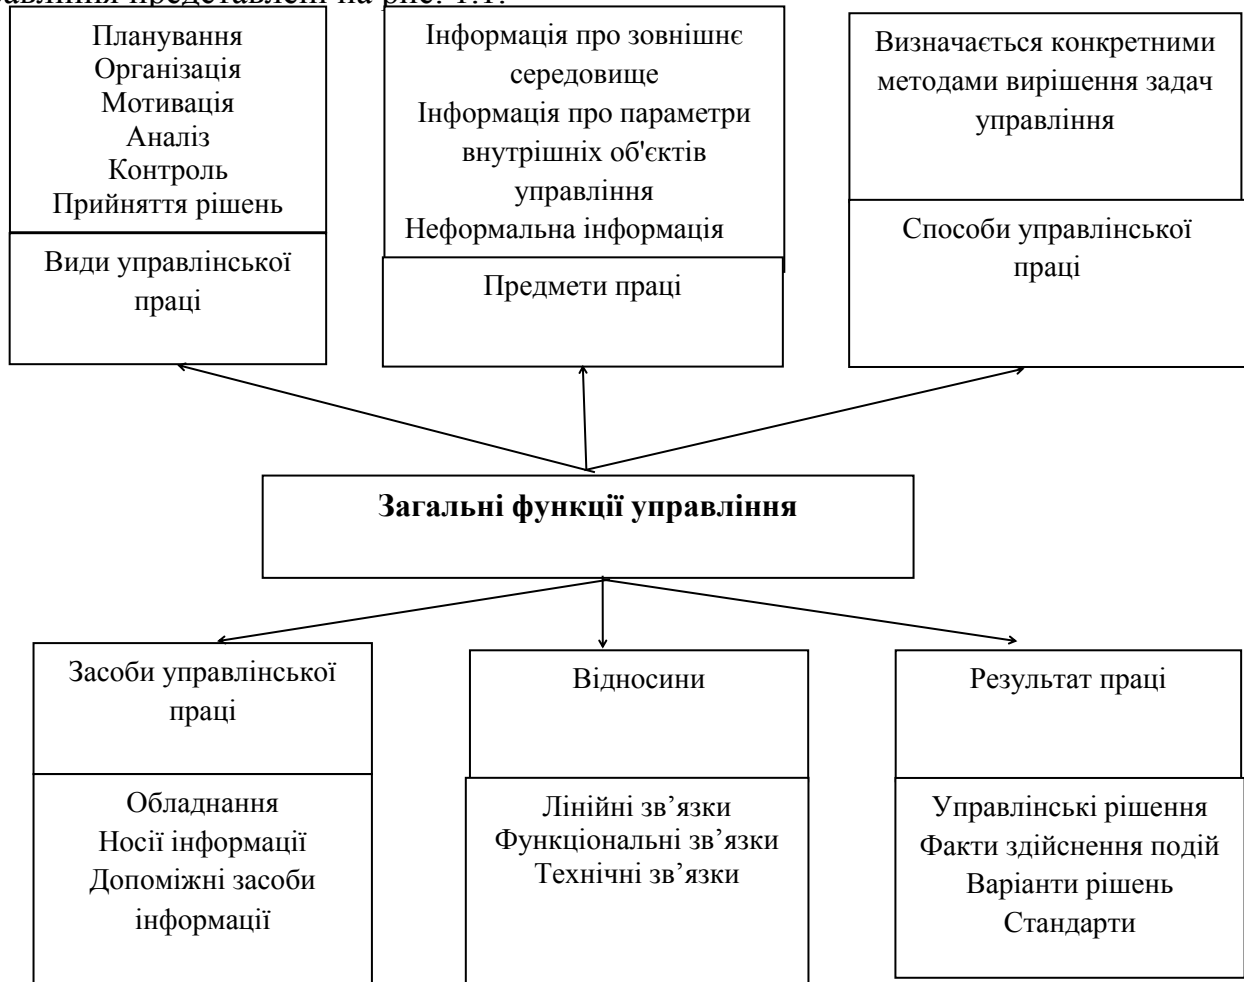 Планування
Організація
Мотивація
Аналіз
Контроль
Прийняття рішень
Види управлінської
праці
Інформація про зовнішнє
середовище
Інформація про параметри
внутрішніх об'єктів
управління
Неформальна інформація
Предмети праці
Визначається конкретними
методами вирішення задач
управління
Способи управлінської
праці
Загальні функції управління
Засоби управлінської
праці
Обладнання
Носії інформації
Допоміжні засоби
інформації
Відносини
Лінійні зв’язки
Функціональні зв’язки
Технічні зв’язки
Результат праці
Управлінські рішення
Факти здійснення подій
Варіанти рішень
Стандарти